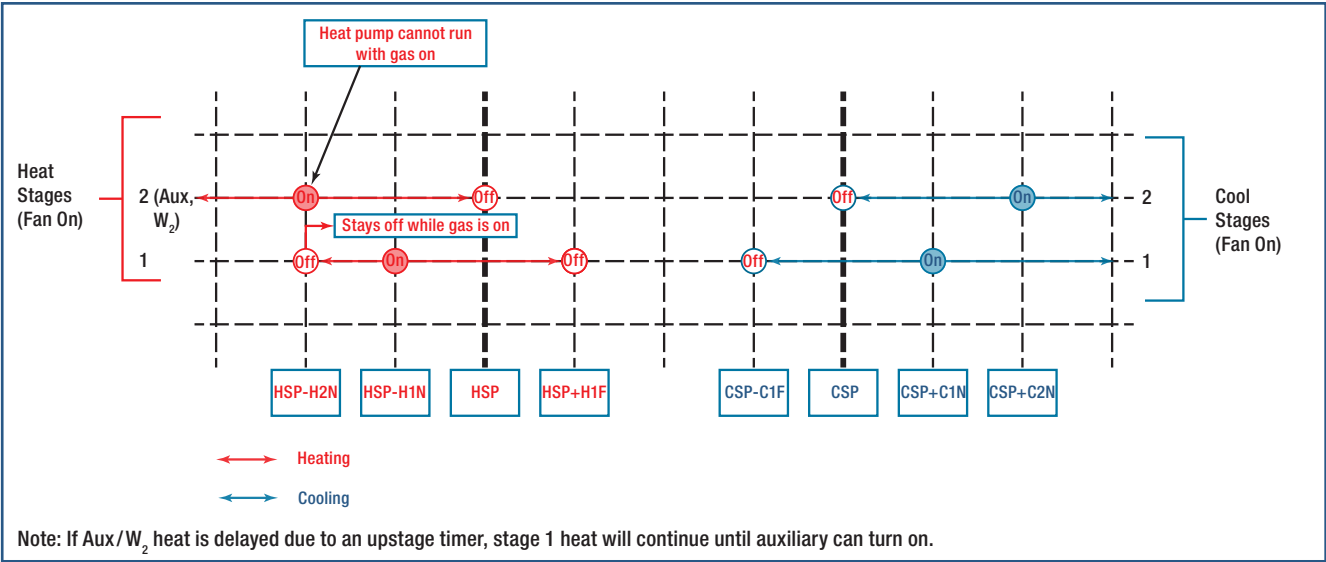 Heat pump cannot run
with gas on
Heat
Stages
(Fan On)
2 (Aux,
W2)
1
On
Off
Stays off while gas is on
Off
On
Off
Off
On
2
Off
On
1
Cool
Stages
(Fan On)
HSP-H2N
HSP-H1N
HSP
HSP+H1F
CSP-C1F
CSP
CSP+C1N
CSP+C2N
Heating
Cooling
Note: If Aux/W2 heat is delayed due to an upstage timer, stage 1 heat will continue until auxiliary can turn on.